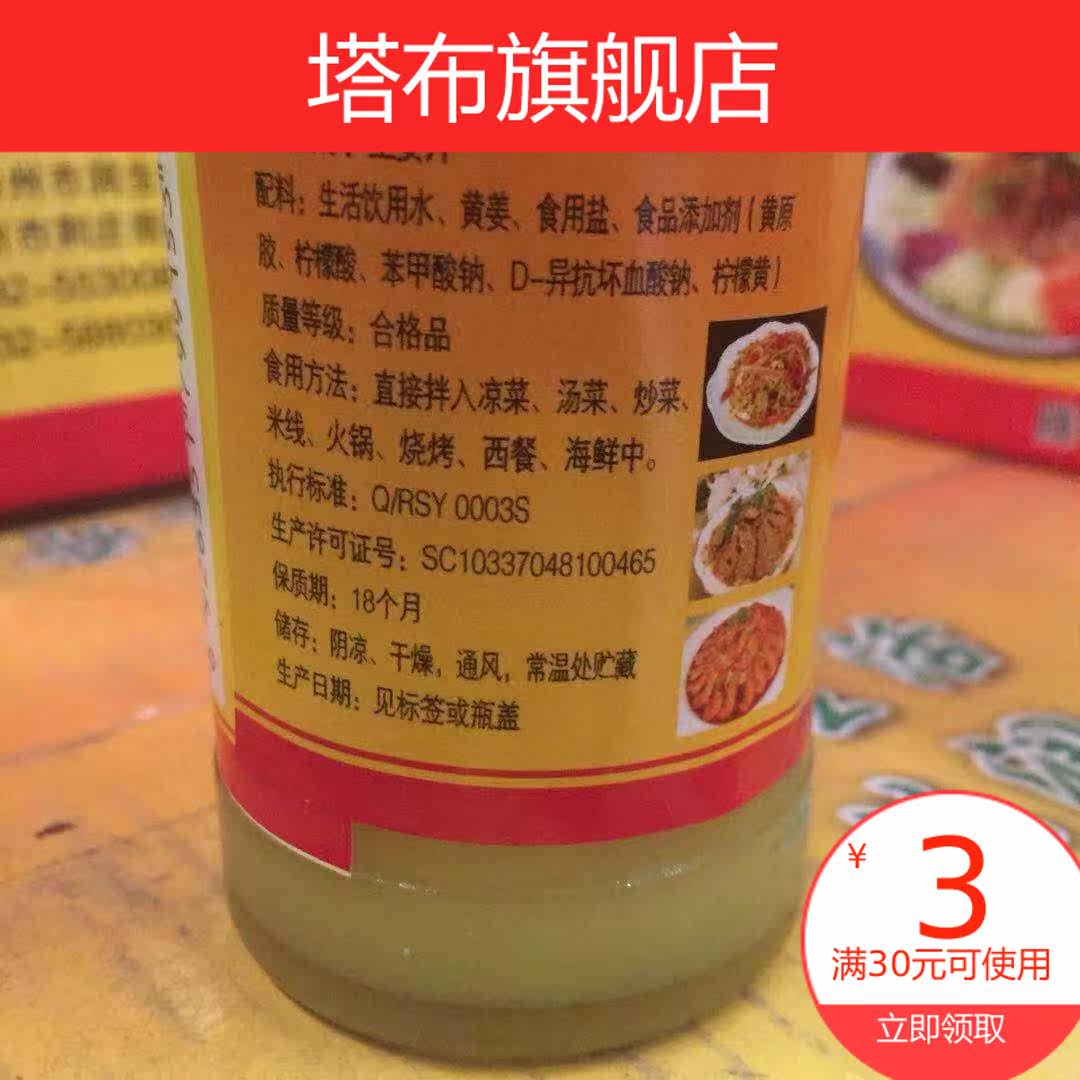 塔布旗舰店
配料：生活饮用水、黄姜、食用盐、食品添加剂（黄原
胶、柠檬酸、苯甲酸钠、D-异抗坏血酸钠、柠檬黄）
质量等级：合格品
食用方法：直接拌入凉菜、汤菜、炒菜、
米线、火锅、烧烤、西餐、海鲜中。
执行标准：Q/RSY 0003S
生产许可证号：SC10337048100465
保质期：18个月
储存：阴凉、干燥，通风，常温处贮藏
生产日期：见标签或瓶盖
¥3
满30元可使用
立即领取